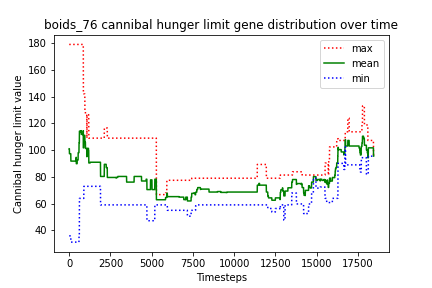 boids_76 cannibal hunger limit gene distribution over time
Cannibal hunger limit value
180
160
140
120
100
80
60
40
max
mean
min
0
2500
5000
7500
10000
12500
15000
17500
Timesteps